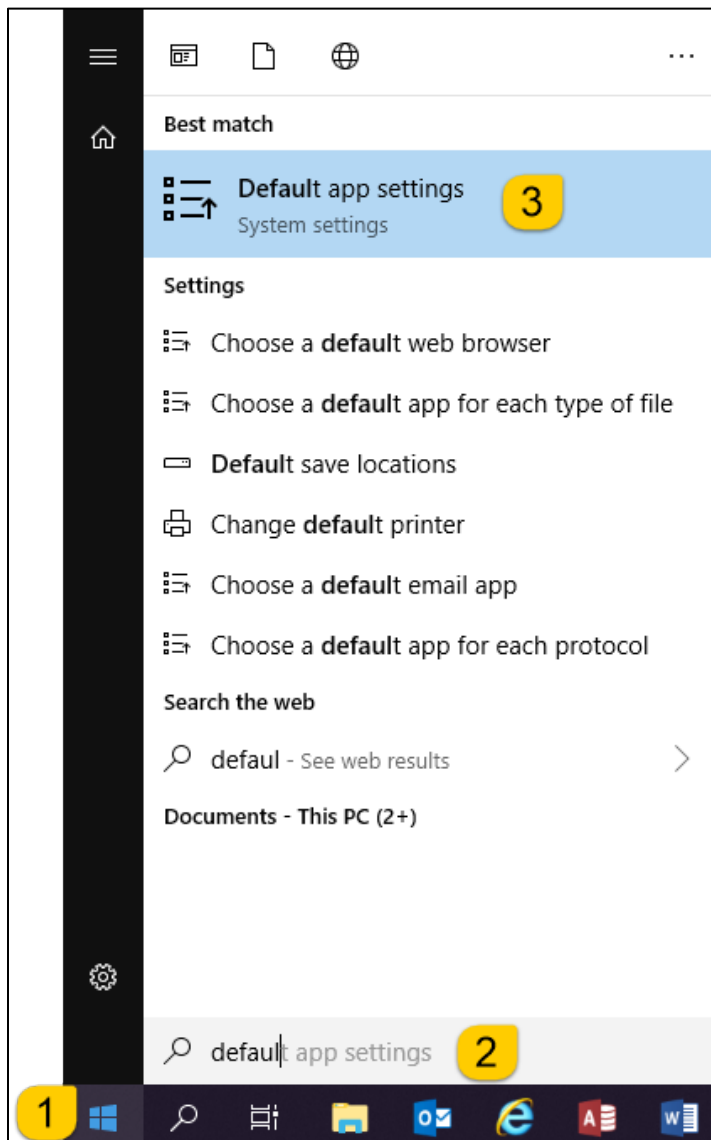 Best match
Default app settings
3
System settings
Settings
Choose a default web browser
Choose a default app for each type of file
Default save locations
Change default printer
Choose a default email app
Choose a default app for each protocol
Search the web
defaul - See web results
Documents - This PC (2+)
default app settings
2
1